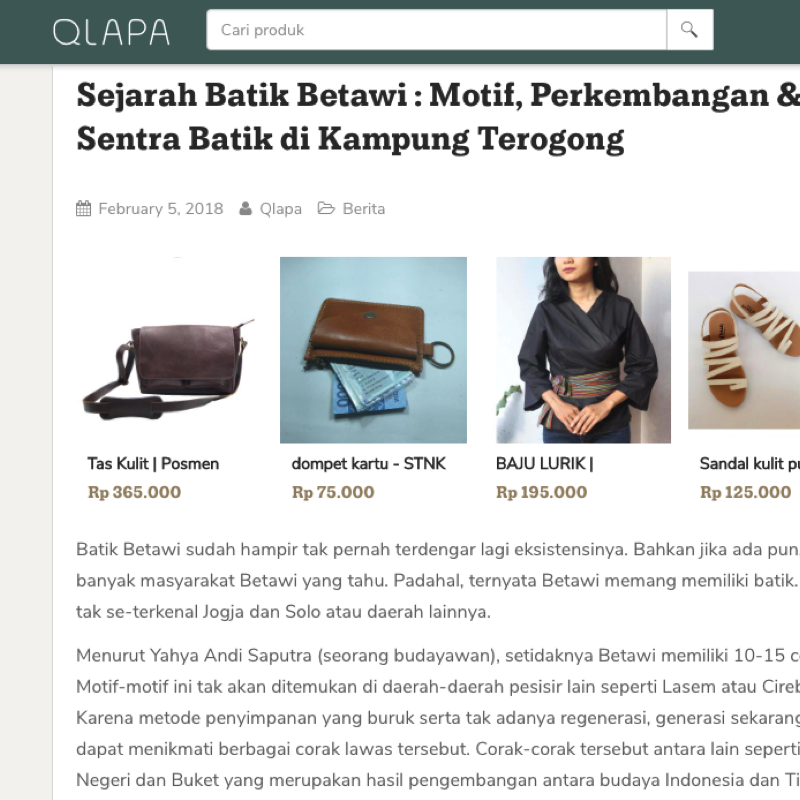 QLAPA
Cari produk
Sejarah Batik Betawi : Motif, Perkembangan &
Sentra Batik di Kampung Terogong
February 5, 2018 Qlapa Berita
Tas Kulit | Posmen
Rp 365.000
dompet kartu - STNK
Rp 75.000
BAJU LURIK |
Rp 195.000
Sandal kulit
Rp 125.000
Batik Betawi sudah hampir tak pernah terdengar lagi eksistensinya. Bahkan jika ada pun
banyak masyarakat Betawi yang tahu. Padahal, ternyata Betawi memang memiliki batik.
tak se-terkenal Jogja dan Solo atau daerah lainnya.
Menurut Yahya Andi Saputra (seorang budayawan), setidaknya Betawi memiliki 10-15
Motif-motif ini tak akan ditemukan di daerah-daerah pesisir lain seperti Lasem atau
Karena metode penyimpanan yang buruk serta tak adanya regenerasi, generasi sekarang
dapat menikmati berbagai corak lawas tersebut. Corak-corak tersebut antara lain seperti
Negeri dan Buket yang merupakan hasil pengembangan antara budaya Indonesia dan